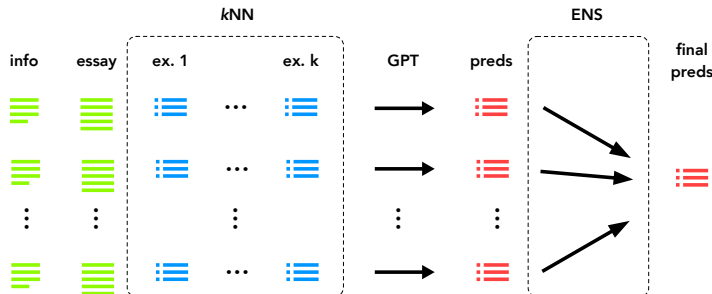 kNN
ENS
info
essay
ex. 1
ex. k
GPT
preds
final
preds